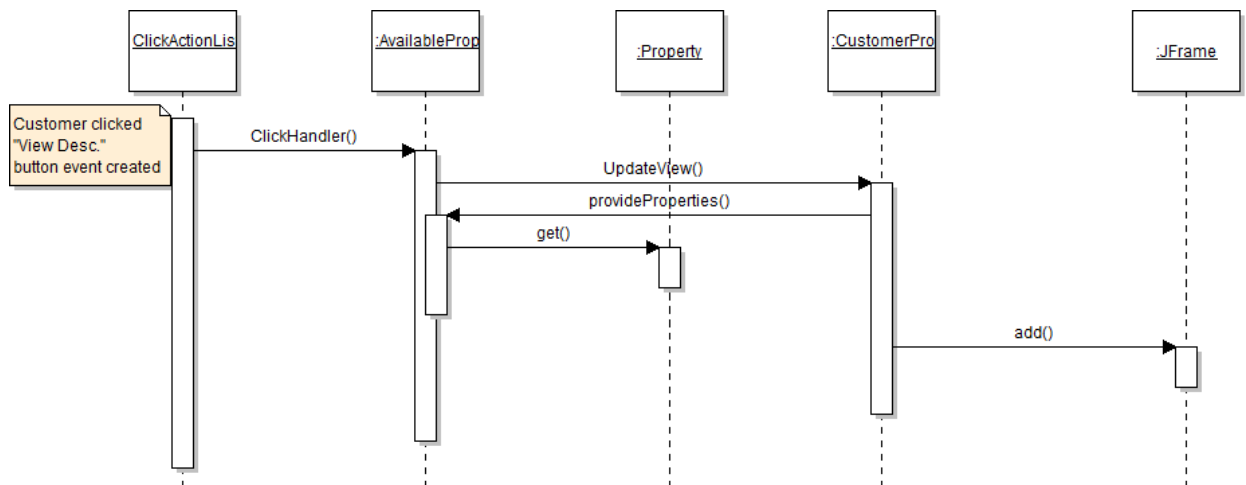 ClickActionLis
:AvailableProp
:Property
:CustomerPro
:JFrame
Customer clicked
"View Desc."
button event created
ClickHandler()
UpdateView()
provideProperties()
get()
add()